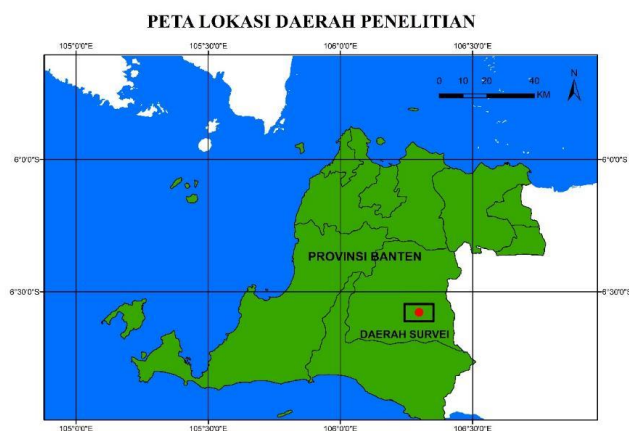 PETA LOKASI DAERAH PENELITIAN
105°0'0"E 105°30'0"E 106°0'0"E 106°30'0"E
0 10 20 40
KM
N
6°0'0"S 6°0'0"S
PROVINSI BANTEN
6°30'0"S 6°30'0"S
DAERAH SURVEI
105°0'0"E 105°30'0"E 106°0'0"E 106°30'0"E